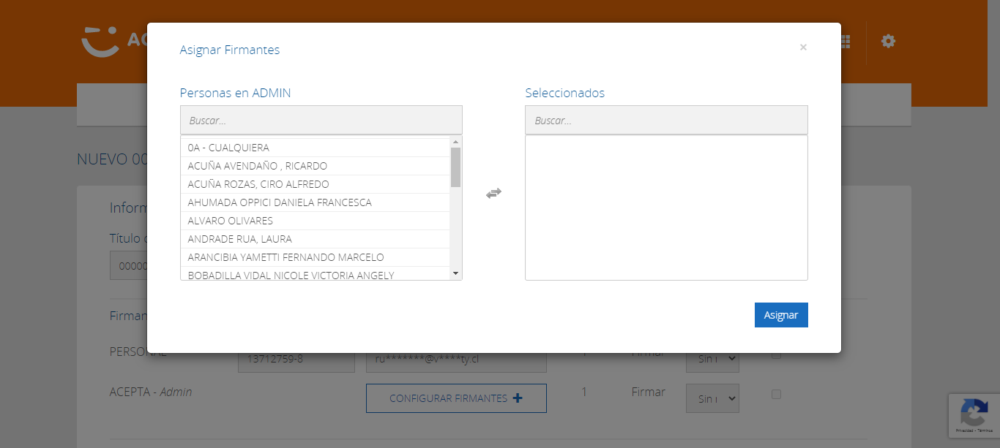 AC
Asignar Firmantes
×
Personas en ADMIN
Seleccionados
Buscar...
Buscar...
0A - CUALQUIERA
ACUÑA AVENDAÑO , RICARDO
ACUÑA ROZAS, CIRO ALFREDO
AHUMADA OPPICI DANIELA FRANCESCA
ALVARO OLIVARES
ANDRADE RUA, LAURA
ARANCIBIA YAMETTI FERNANDO MARCELO
BOBADILLA VIDAL NICOLE VICTORIA ANGELY
Asignar
NUEVO 00
Inform
Título
00000
Firman
PERSONAL
13712759-8
ru*******@v****ty.cl
1
Firmar
Sin
ACEPTA - Admin
CONFIGURAR FIRMANTES +
1
Firmar
Sin
Privacidad - Términos